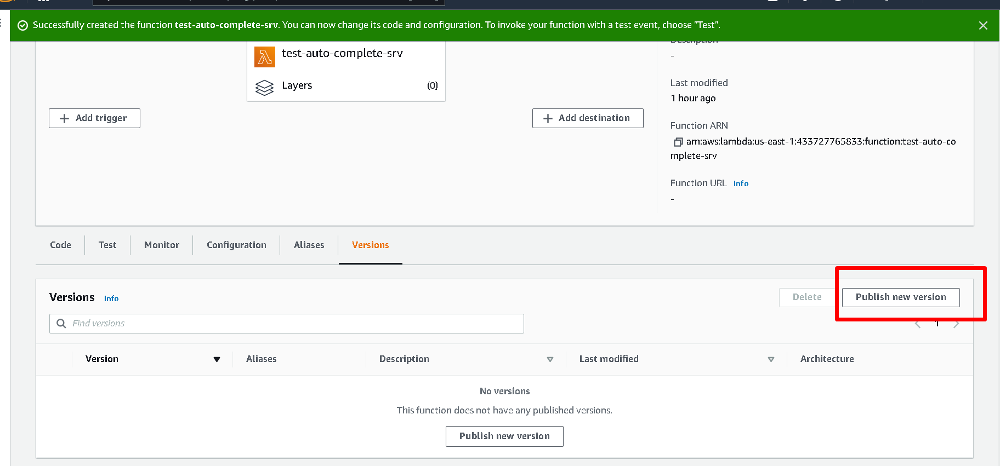 Successfully created the function test-auto-complete-srv. You can now change its code and configuration. To invoke your function with a test event, choose "Test".
Description
-
test-auto-complete-srv
Layers (0)
Last modified
1 hour ago
+ Add trigger
+ Add destination
Function ARN
arn:aws:lambda:us-east-1:433727765833:function:test-auto-co
mplete-srv
Function URL Info
-
Code Test Monitor Configuration Aliases Versions
Versions Info
Delete Publish new version
Find versions
1
Version Aliases Description Last modified Architecture
No versions
This function does not have any published versions.
Publish new version